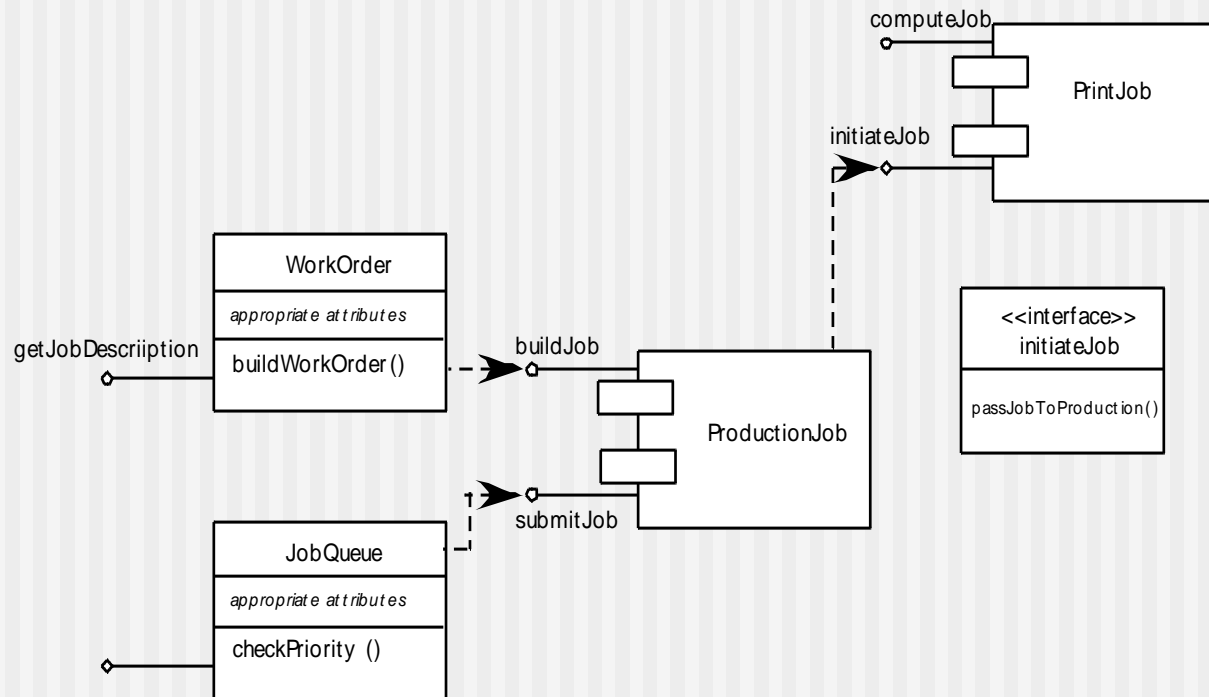 computeJob
PrintJob
initiateJob
WorkOrder
appropriate attributes
buildWorkOrder()
getJobDescriiption
buildJob
<<interface>>
initiateJob
passJobToProduction()
ProductionJob
submitJob
JobQueue
appropriate attributes
checkPriority ()